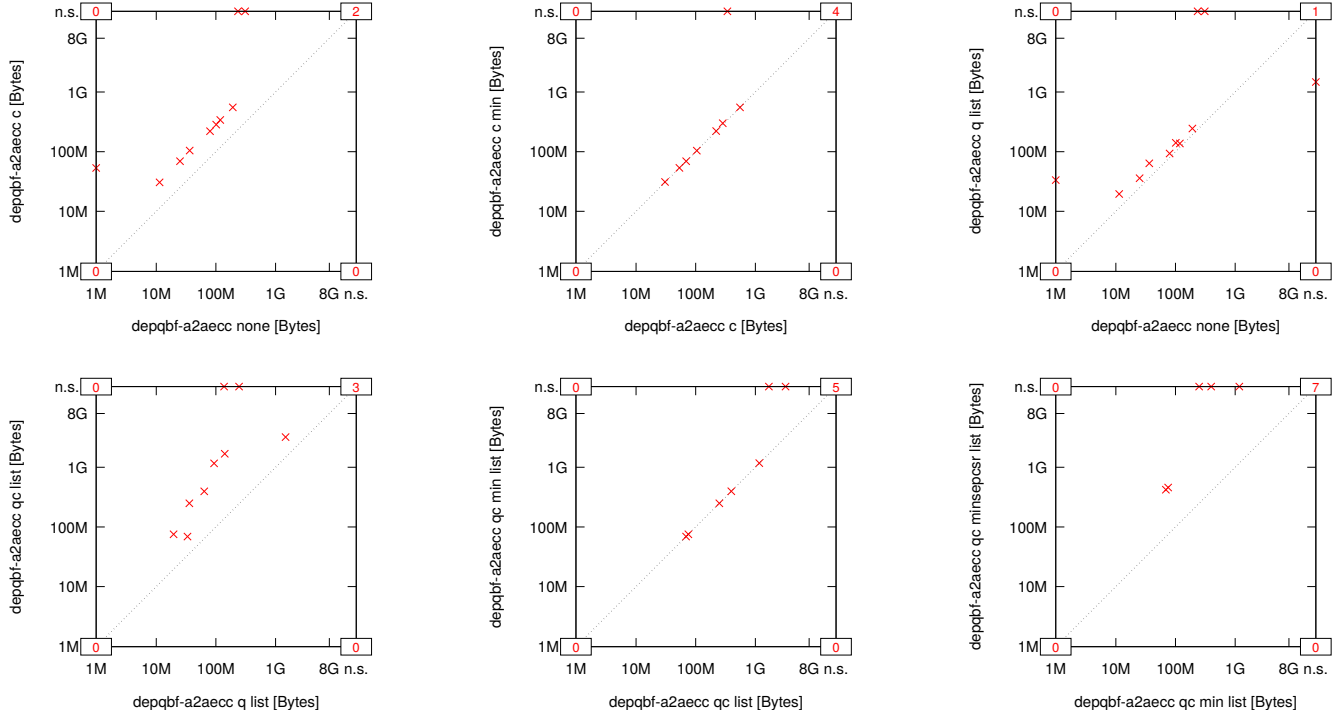 n.s. 0 2
8G
1G
100M
10M
1M 0 0
1M 10M 100M 1G 8G n.s.
depqbf-a2aecc c [Bytes]
depqbf-a2aecc none [Bytes]
n.s. 0 4
8G
1G
100M
10M
1M 0 0
1M 10M 100M 1G 8G n.s.
depqbf-a2aecc c min [Bytes]
depqbf-a2aecc c [Bytes]
n.s. 0 1
8G
1G
100M
10M
1M 0 0
1M 10M 100M 1G 8G n.s.
depqbf-a2aecc q list [Bytes]
depqbf-a2aecc none [Bytes]
n.s. 0 3
8G
1G
100M
10M
1M 0 0
1M 10M 100M 1G 8G n.s.
depqbf-a2aecc qc list [Bytes]
depqbf-a2aecc q list [Bytes]
n.s. 0 5
8G
1G
100M
10M
1M 0 0
1M 10M 100M 1G 8G n.s.
depqbf-a2aecc qc min list [Bytes]
depqbf-a2aecc qc list [Bytes]
n.s. 0 7
8G
1G
100M
10M
1M 0 0
1M 10M 100M 1G 8G n.s.
depqbf-a2aecc qc minsepcsr list [Bytes]
depqbf-a2aecc qc min list [Bytes]